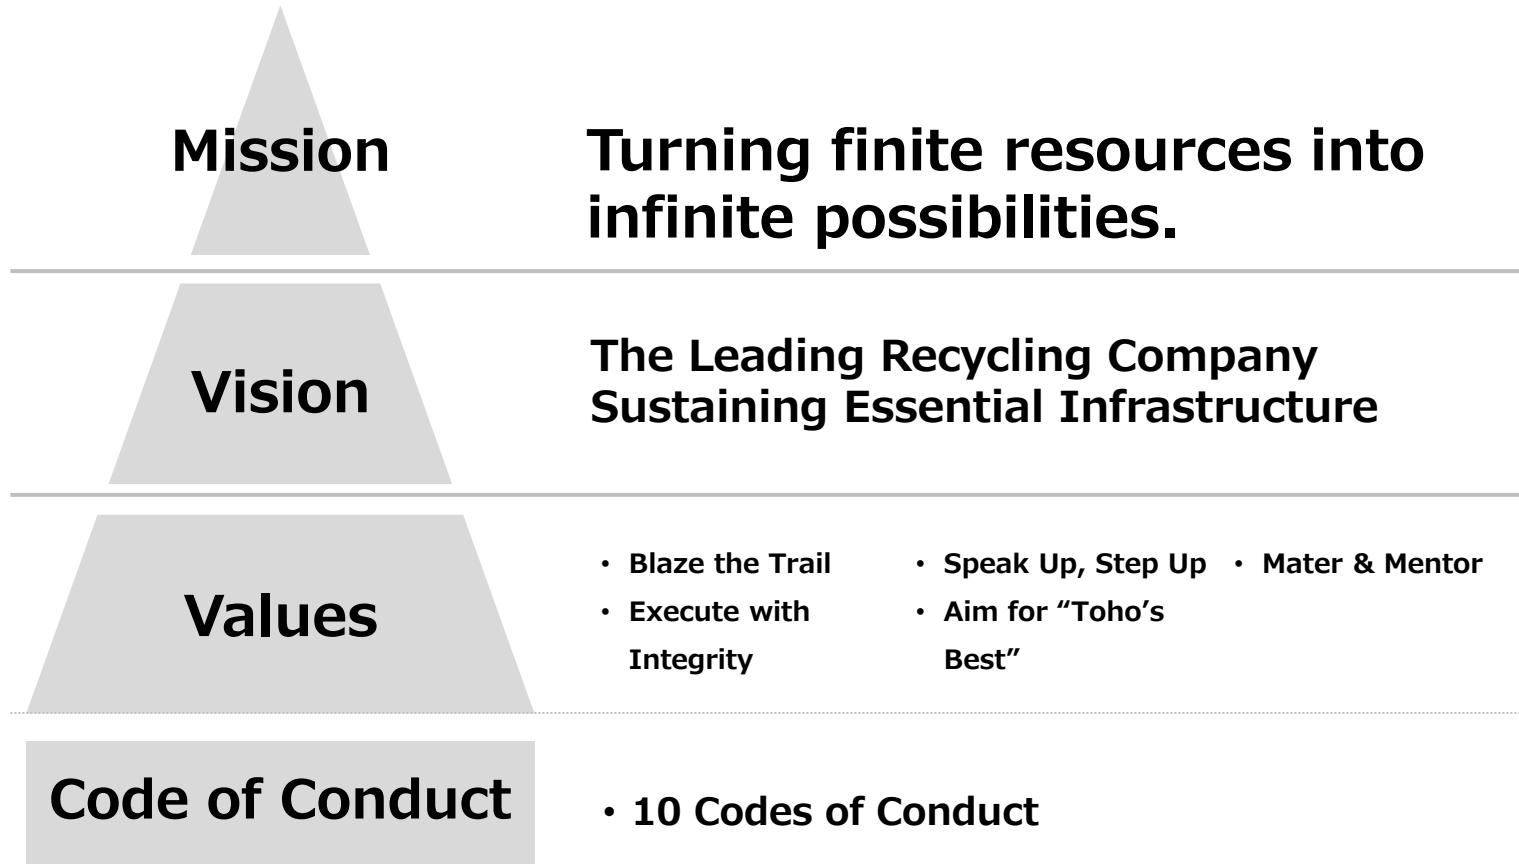 Mission
Turning finite resources into
infinite possibilities.
Vision
The Leading Recycling Company
Sustaining Essential Infrastructure
Values
• Blaze the Trail
• Execute with
Integrity
• Speak Up, Step Up
• Aim for “Toho’s
Best”
• Mater & Mentor
Code of Conduct
• 10 Codes of Conduct